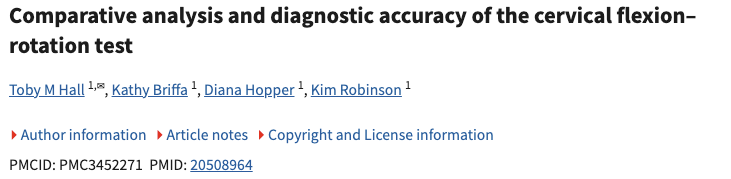 Comparative analysis and diagnostic accuracy of the cervical flexion–
rotation test
Toby M Hall 1,✉, Kathy Briffa 1, Diana Hopper 1, Kim Robinson 1
Author information Article notes Copyright and License information
PMCID: PMC3452271 PMID: 20508964